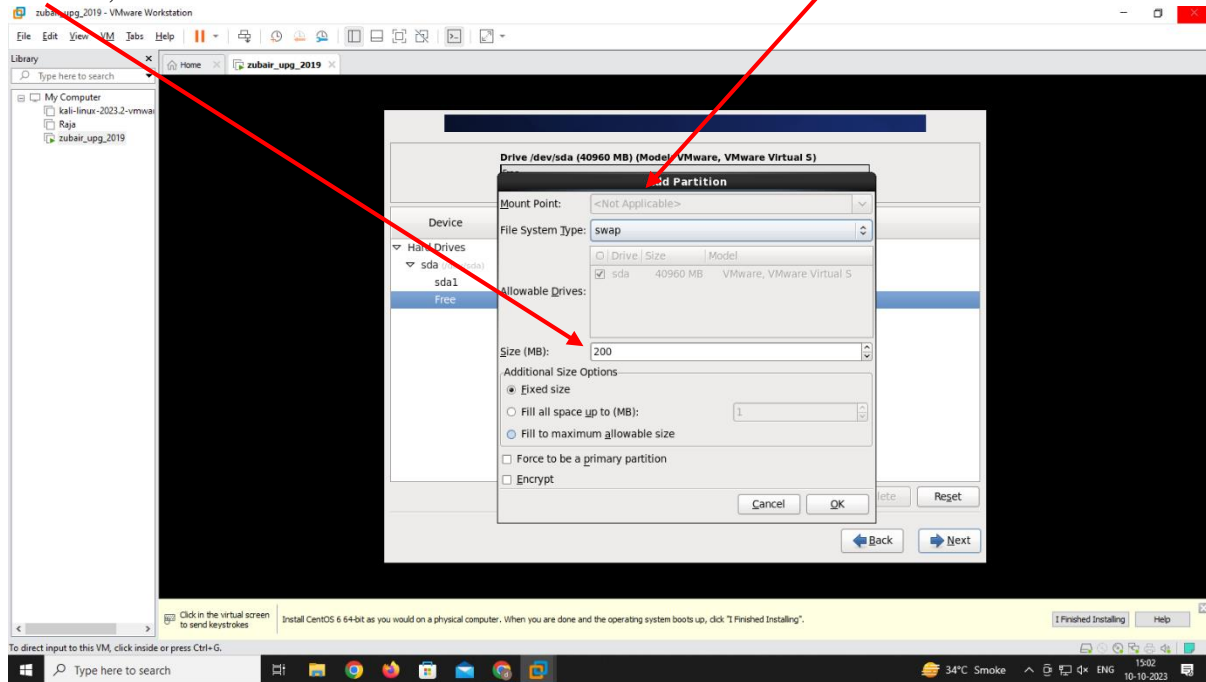 zubair_upg_2019 - VMware Workstation
File Edit View VM Tabs Help
Library
Type here to search
Home
zubair_upg_2019
My Computer
kali-linux-2023.2-vmwa
Raja
zubair_upg_2019
Drive /dev/sda (40960 MB) (Model: VMware, VMware Virtual S)
Add Partition
Mount Point: <Not Applicable>
File System Type: swap
Device
Drive Size Model
sda 40960 MB VMware, VMware Virtual S
Allowable Drives:
Hard Drives
sda
sda1
Free
Size (MB): 200
Additional Size Options
Fixed size
Fill all space up to (MB): 1
Fill to maximum allowable size
Force to be a primary partition
Encrypt
Cancel OK
lete Reset
Back Next
Click in the virtual screen
to send keystrokes
Install CentOS 6 64-bit as you would on a physical computer. When you are done and the operating system boots up, click "I Finished Installing".
I Finished Installing Help
To direct input to this VM, click inside or press Ctrl+G.
Type here to search
34°C Smoke
ENG
15:02
10-10-2023